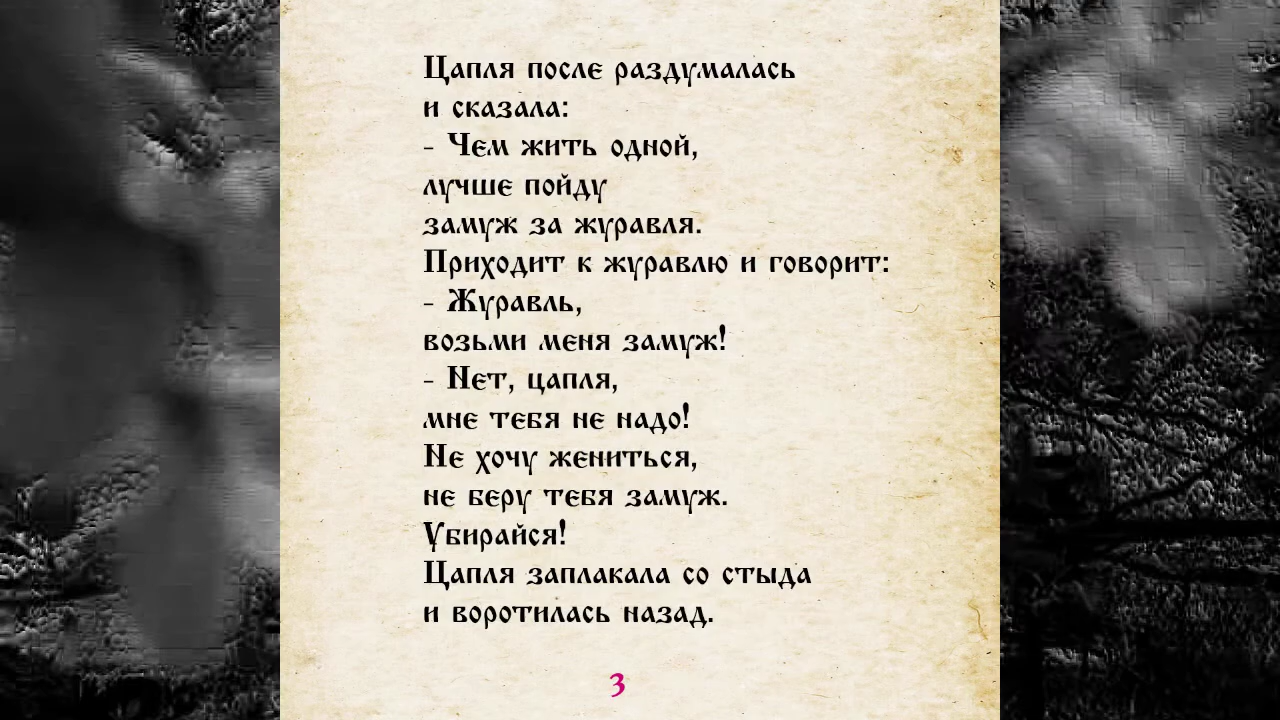 Цапля после раздумалась
и сказала:
- Чем жить одной,
лучше пойду
замуж за журавля.
Приходит к журавлю и говорит:
- Журавль,
возьми меня замуж!
- Нет, цапля,
мне тебя не надо!
Не хочу жениться,
не беру тебя замуж.
Убирайся!
Цапля заплакала со стыда
и воротилась назад.
3